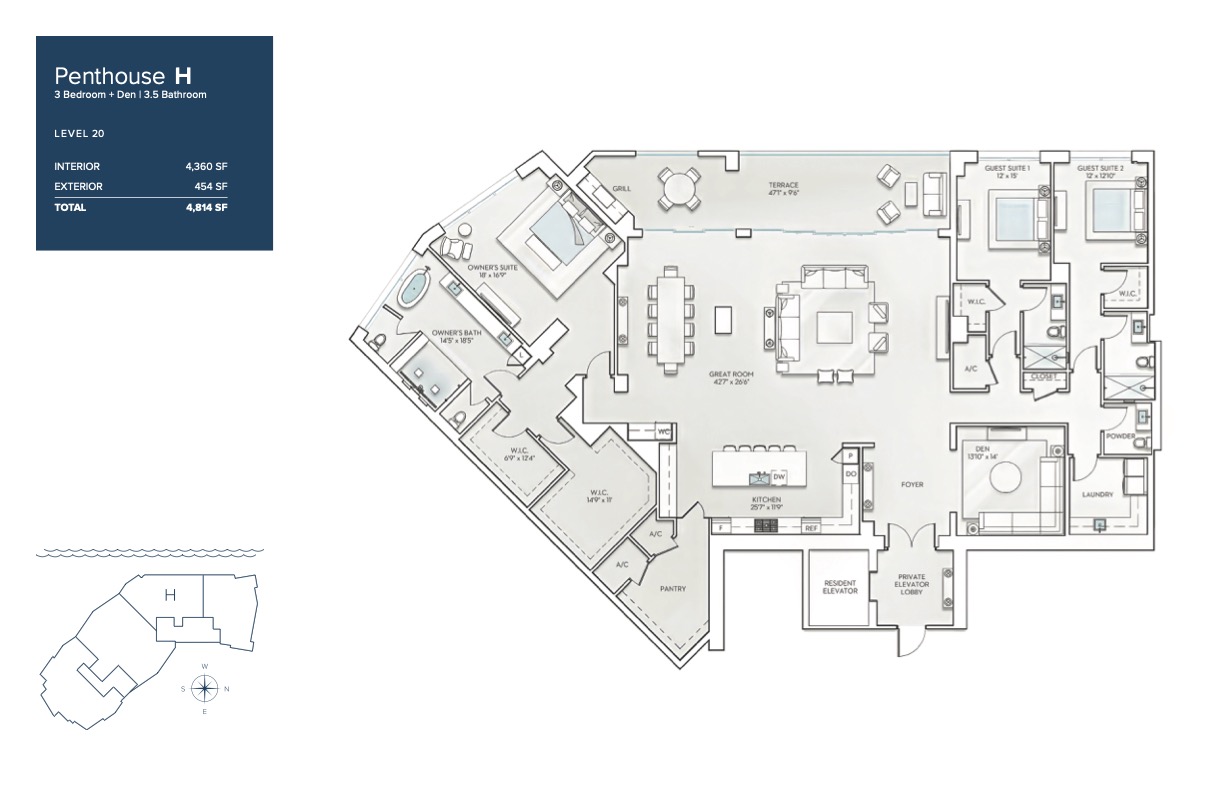 Penthouse H
3 Bedroom + Den | 3.5 Bathroom
LEVEL 20
INTERIOR 4,360 SF
EXTERIOR 454 SF
TOTAL 4,814 SF
GRILL
TERRACE
47'1" x 9'6"
GUEST SUITE 1
12' x 15'
GUEST SUITE 2
12' x 12'10"
OWNER'S SUITE
18' x 16'9"
W.I.C.
W.I.C.
OWNER'S BATH
14'5" x 18'5"
L
A/C
CLOSET
GREAT ROOM
42'7" x 26'6"
WC
POWDER
W.I.C.
6'9" x 12'4"
P
DO
DEN
13'10" x 14'
DW
FOYER
LAUNDRY
W.I.C.
14'9" x 11'
KITCHEN
25'7" x 11'9"
F
REF
A/C
A/C
PANTRY
RESIDENT
ELEVATOR
PRIVATE
ELEVATOR
LOBBY
H
W
S
N
E